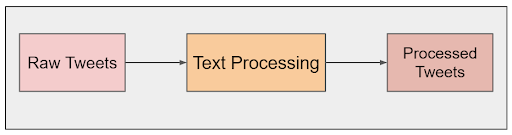 Raw Tweets
Text Processing
Processed
Tweets